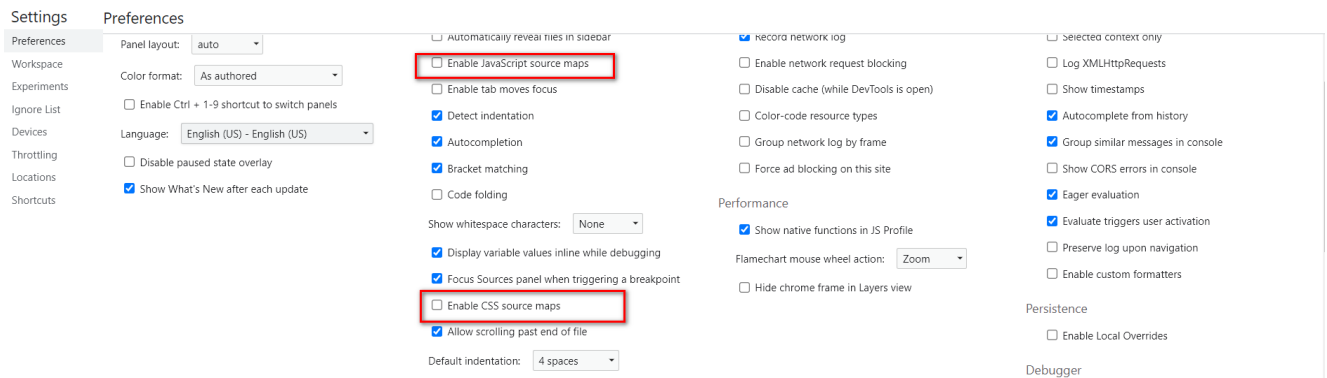 Settings
Preferences
Workspace
Experiments
Ignore List
Devices
Throttling
Locations
Shortcuts
Preferences
Panel layout: auto
Color format: As authored
Enable Ctrl + 1-9 shortcut to switch panels
Language: English (US) - English (US)
Disable paused state overlay
Show What's New after each update
Automatically reveal files in sidebar
Enable JavaScript source maps
Enable tab moves focus
Detect indentation
Autocompletion
Bracket matching
Code folding
Show whitespace characters: None
Display variable values inline while debugging
Focus Sources panel when triggering a breakpoint
Enable CSS source maps
Allow scrolling past end of file
Default indentation: 4 spaces
Record network log
Enable network request blocking
Disable cache (while DevTools is open)
Color-code resource types
Group network log by frame
Force ad blocking on this site
Performance
Show native functions in JS Profile
Flamechart mouse wheel action: Zoom
Hide chrome frame in Layers view
Selected context only
Log XMLHttpRequests
Show timestamps
Autocomplete from history
Group similar messages in console
Show CORS errors in console
Eager evaluation
Evaluate triggers user activation
Preserve log upon navigation
Enable custom formatters
Persistence
Enable Local Overrides
Debugger